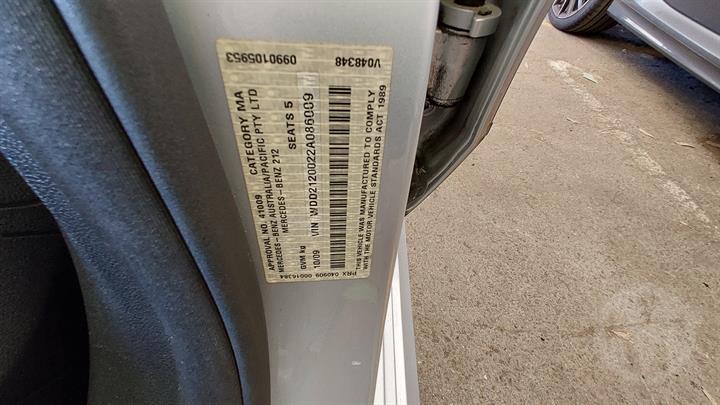 APPROVAL NO. 41009 CATEGORY MA
MERCEDES-BENZ AUSTRALIA/PACIFIC PTY LTD
MERCEDES-BENZ 212
GVM kg SEATS 5
10/09 VIN WDD2120022A086009
0990105953
THIS VEHICLE WAS MANUFACTURED TO COMPLY
WITH THE MOTOR VEHICLE STANDARDS ACT 1989
PRX 040909 00016384 V048348